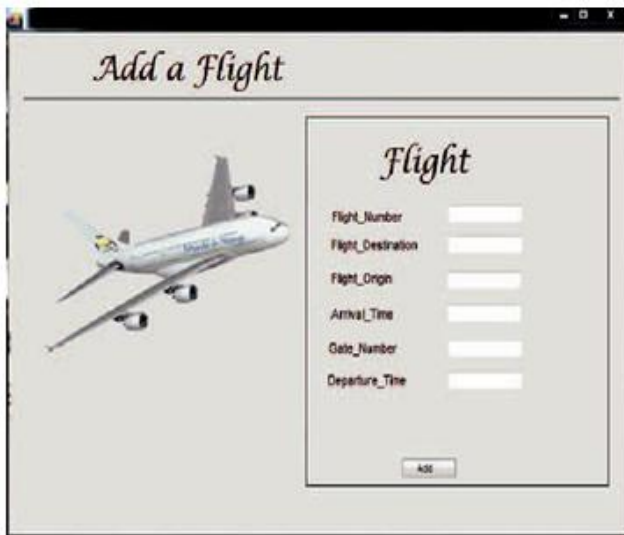 Add a Flight
Flight
Flight_Number
Flight_Destination
Flight_Origin
Arrival_Time
Gate_Number
Departure_Time
Add